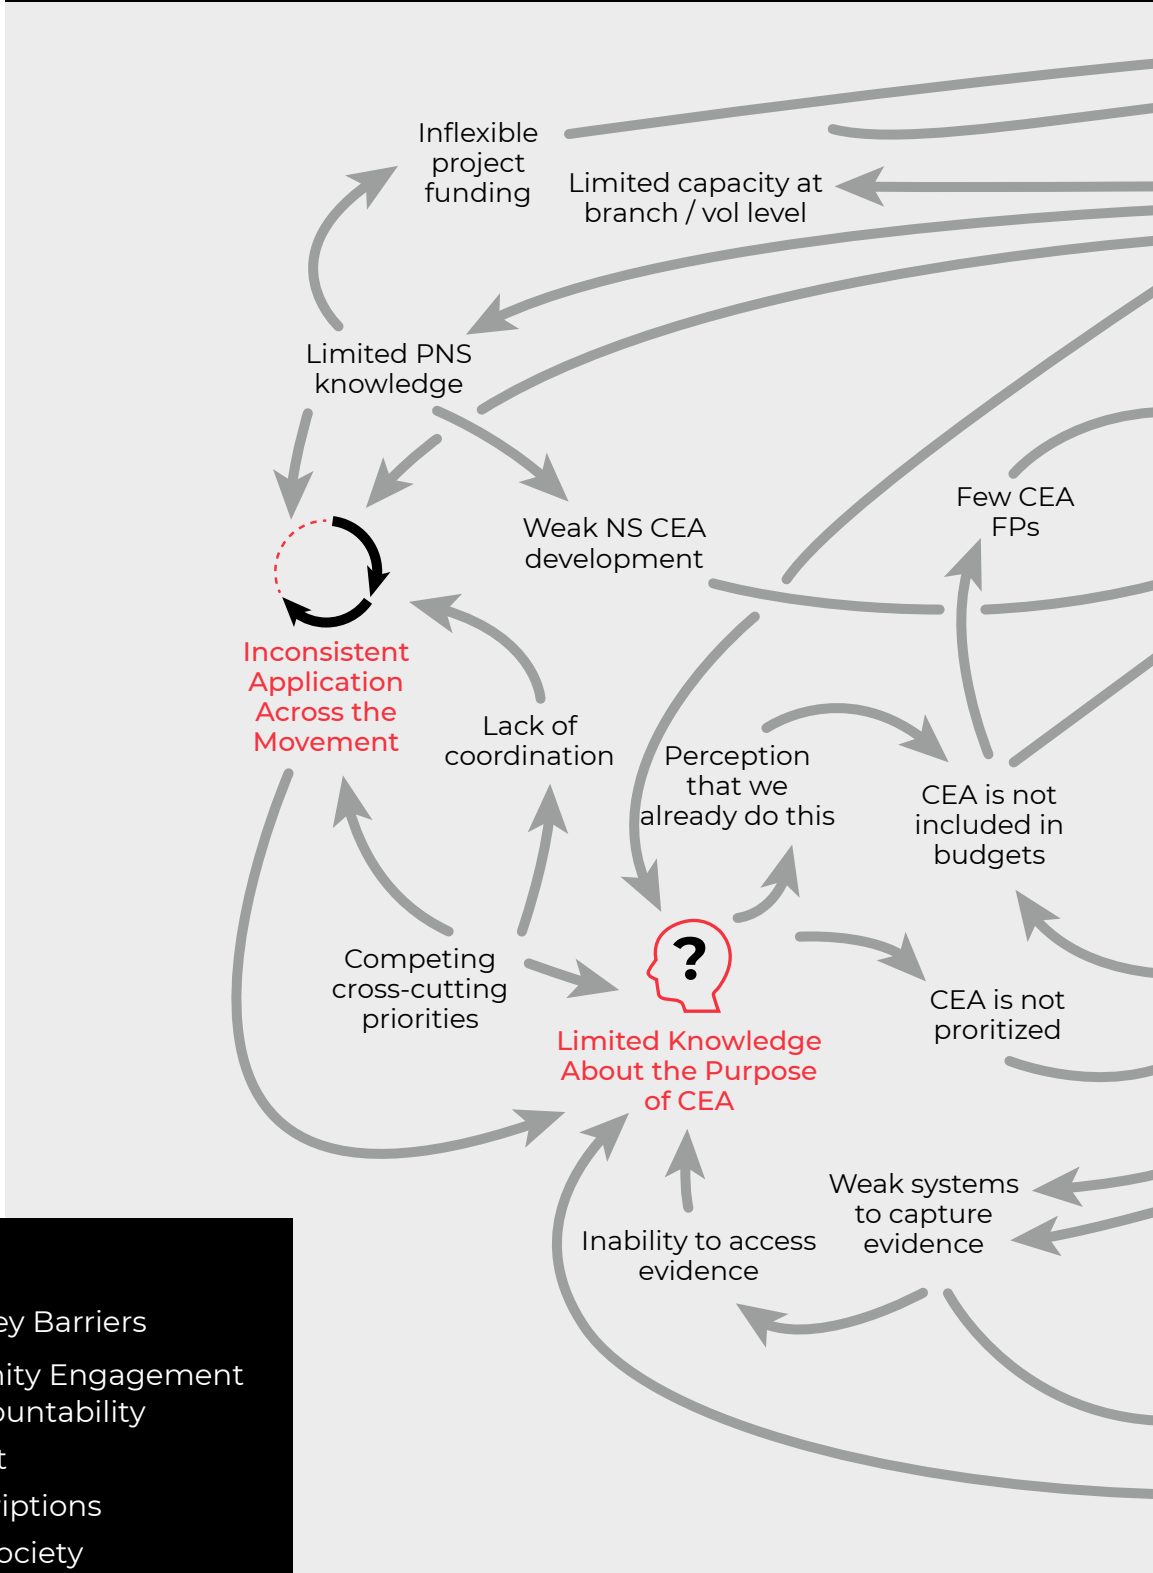 Inflexible
project
funding
Limited capacity at
branch / vol level
Limited PNS
knowledge
Weak NS CEA
development
Few CEA
FPs
Inconsistent
Application
Across the
Movement
Lack of
coordination
Perception
that we
already do this
CEA is not
included in
budgets
Competing
cross-cutting
priorities
?
Limited Knowledge
About the Purpose
of CEA
CEA is not
prioritized
Weak systems
to capture
evidence
Inability to access
evidence
ey Barriers
nity Engagement
ountability
t
riptions
ociety